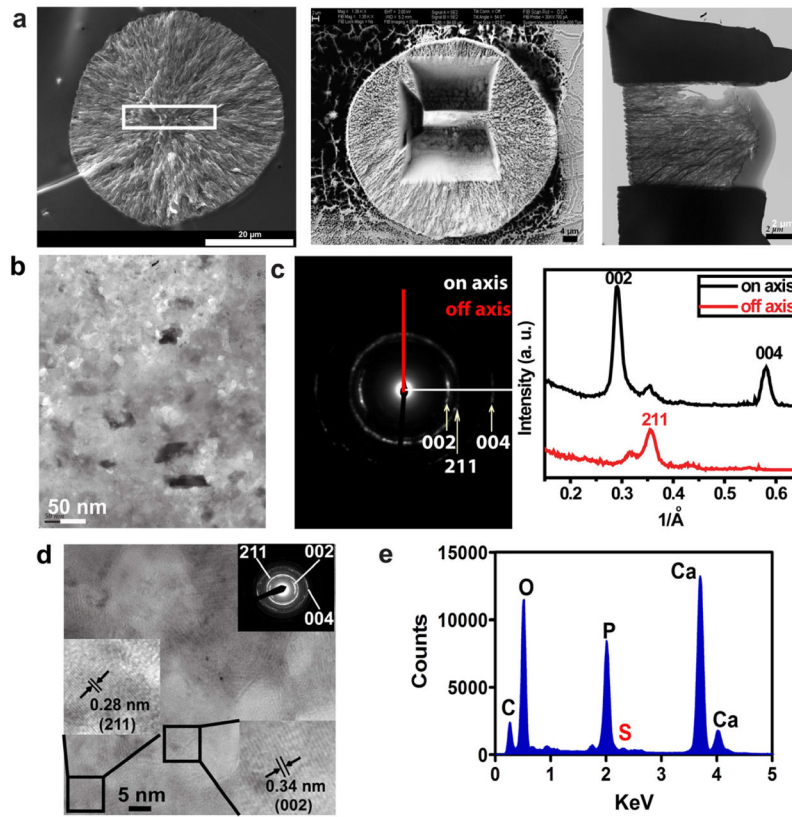 a
20 µm
4 µm
2 µm
2 µm
b
50 nm
50 nm
c
on axis
off axis
002
211
004
Intensity (a. u.)
002
on axis
off axis
004
211
0.2
0.3
0.4
0.5
0.6
1/Å
d
211
002
004
0.28 nm
(211)
0.34 nm
(002)
5 nm
e
15000
10000
5000
0
Counts
C
O
P
S
Ca
Ca
0
1
2
3
4
5
KeV